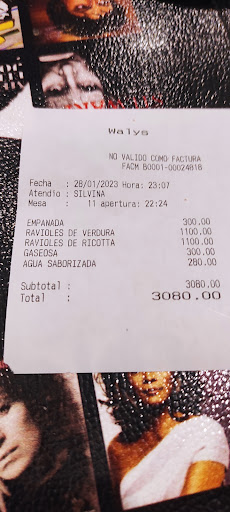 Walys
NO VALIDO COMO FACTURA
FACM B0001-00024818
Fecha : 28/01/2023 Hora: 23:07
Atendio : SILVINA
Mesa : 11 apertura: 22:24
EMPANADA 300.00
RAVIOLES DE VERDURA 1100.00
RAVIOLES DE RICOTTA 1100.00
GASEOSA 300.00
AGUA SABORIZADA 280.00
Subtotal : 3080.00
Total : 3080.00